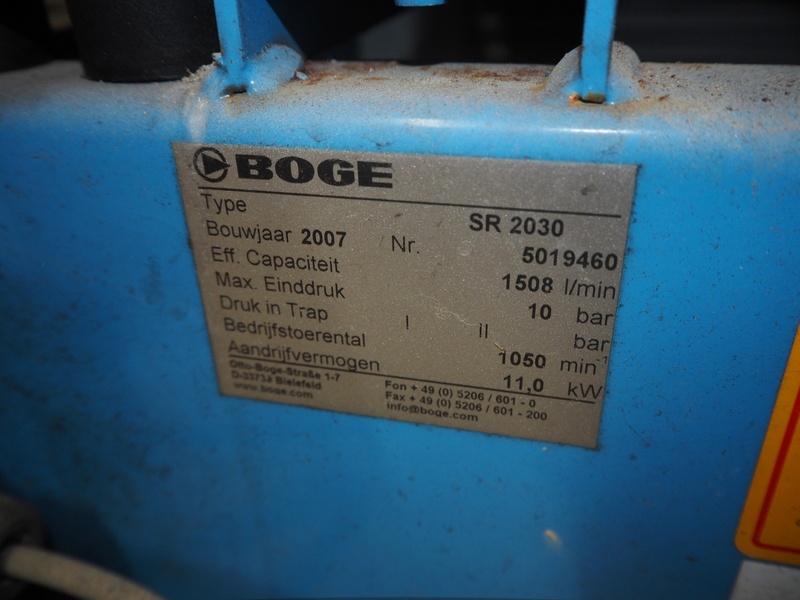 BOGE
Type SR 2030
Bouwjaar 2007 Nr. 5019460
Eff. Capaciteit 1508 l/min
Max. Einddruk 10 bar
Druk in Trap I II bar
Bedrijfstoerental 1050 min⁻¹
Aandrijfvermogen 11,0 kW
Otto-Boge-Straße 1-7 Fon + 49 (0) 5206 / 601 - 0
D-33739 Bielefeld Fax + 49 (0) 5206 / 601 - 200
www.boge.com info@boge.com